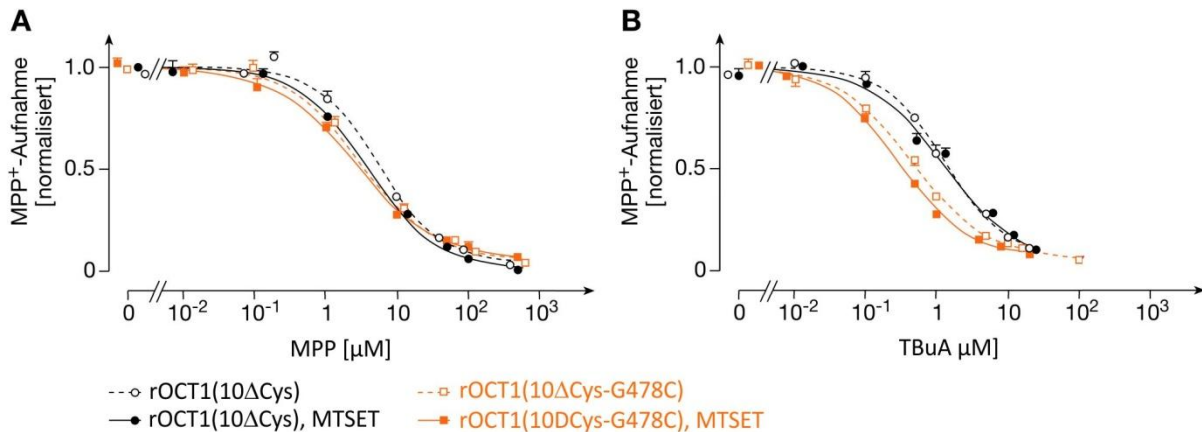 A
MPP⁺-Aufnahme
[normalisiert]
1.0
0.5
0
0
10⁻²
10⁻¹
1
10
10²
10³
MPP [µM]
B
MPP⁺-Aufnahme
[normalisiert]
1.0
0.5
0
0
10⁻²
10⁻¹
1
10
10²
10³
TBuA µM]
rOCT1(10ΔCys)
rOCT1(10ΔCys), MTSET
rOCT1(10ΔCys-G478C)
rOCT1(10DCys-G478C), MTSET